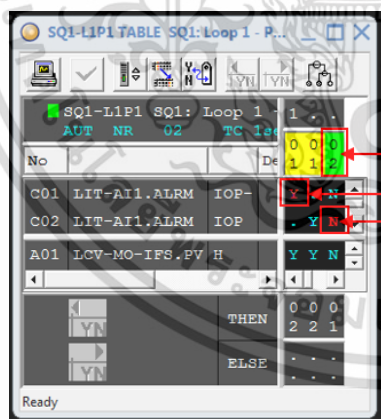 SQ1-L1P1 TABLE SQ1: Loop 1 - P...
SQ1-L1P1 SQ1: Loop 1 - 1 . .
AUT NR 02 TC 1se
0 0 0
1 1 2
No De
C01 LIT-AI1.ALRM IOP- Y . N
C02 LIT-AI1.ALRM IOP . Y N
A01 LCV-MO-IFS.PV H Y Y N
YN
THEN 0 0 0
2 2 1
YN
ELSE . . .
Ready